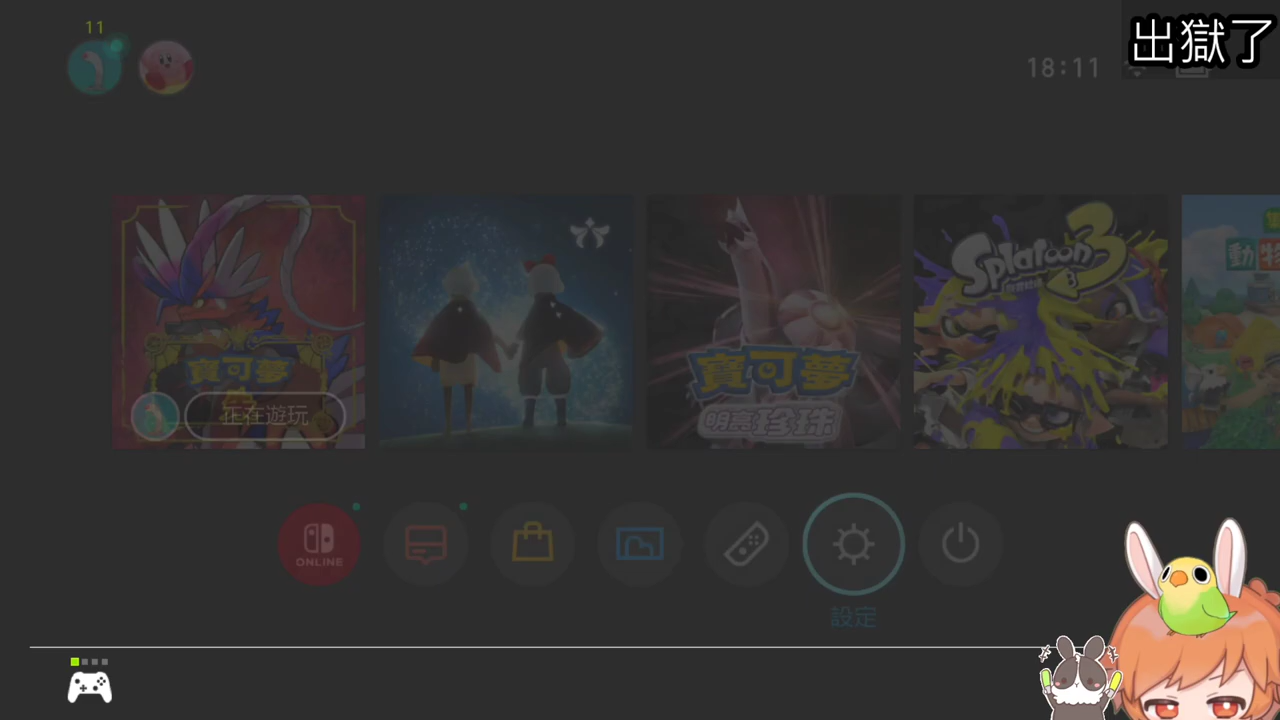 11
18:11
出獄了
寶可夢
正在遊玩
寶可夢
明亮珍珠
Splatoon 3
動物
ONLINE
設定